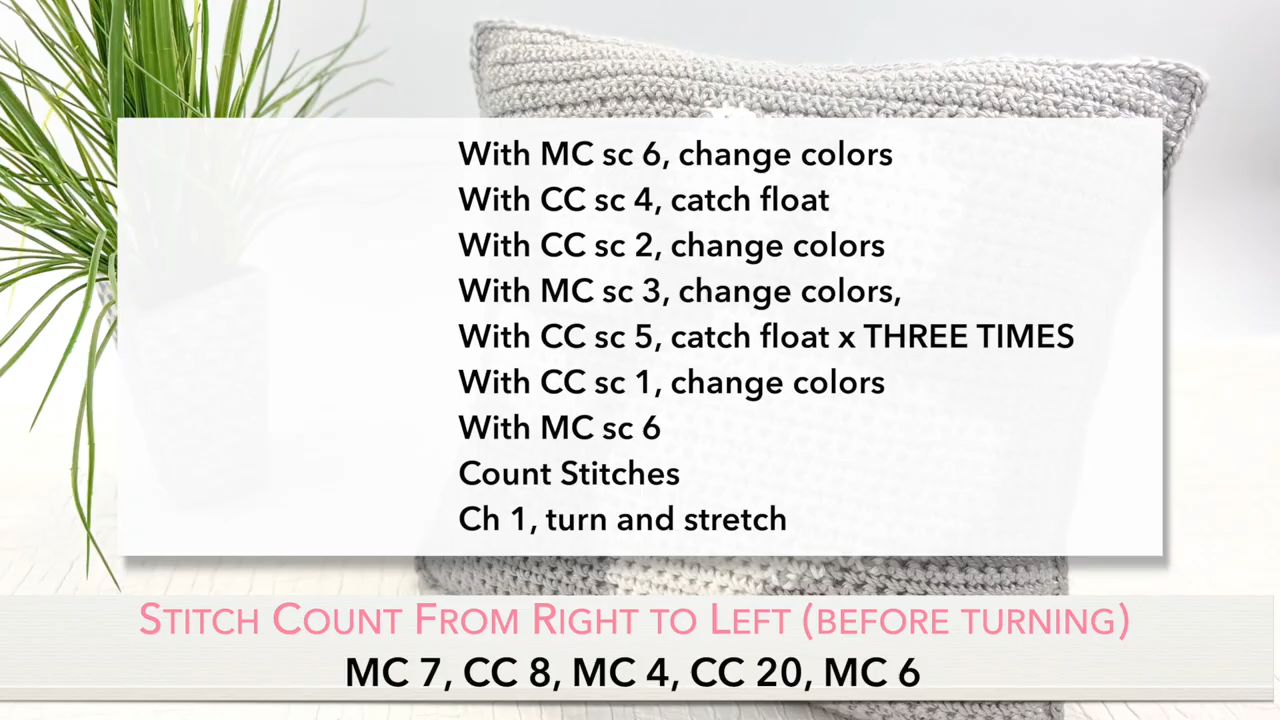 With MC sc 6, change colors
With CC sc 4, catch float
With CC sc 2, change colors
With MC sc 3, change colors,
With CC sc 5, catch float x THREE TIMES
With CC sc 1, change colors
With MC sc 6
Count Stitches
Ch 1, turn and stretch
STITCH COUNT FROM RIGHT TO LEFT (BEFORE TURNING)
MC 7, CC 8, MC 4, CC 20, MC 6